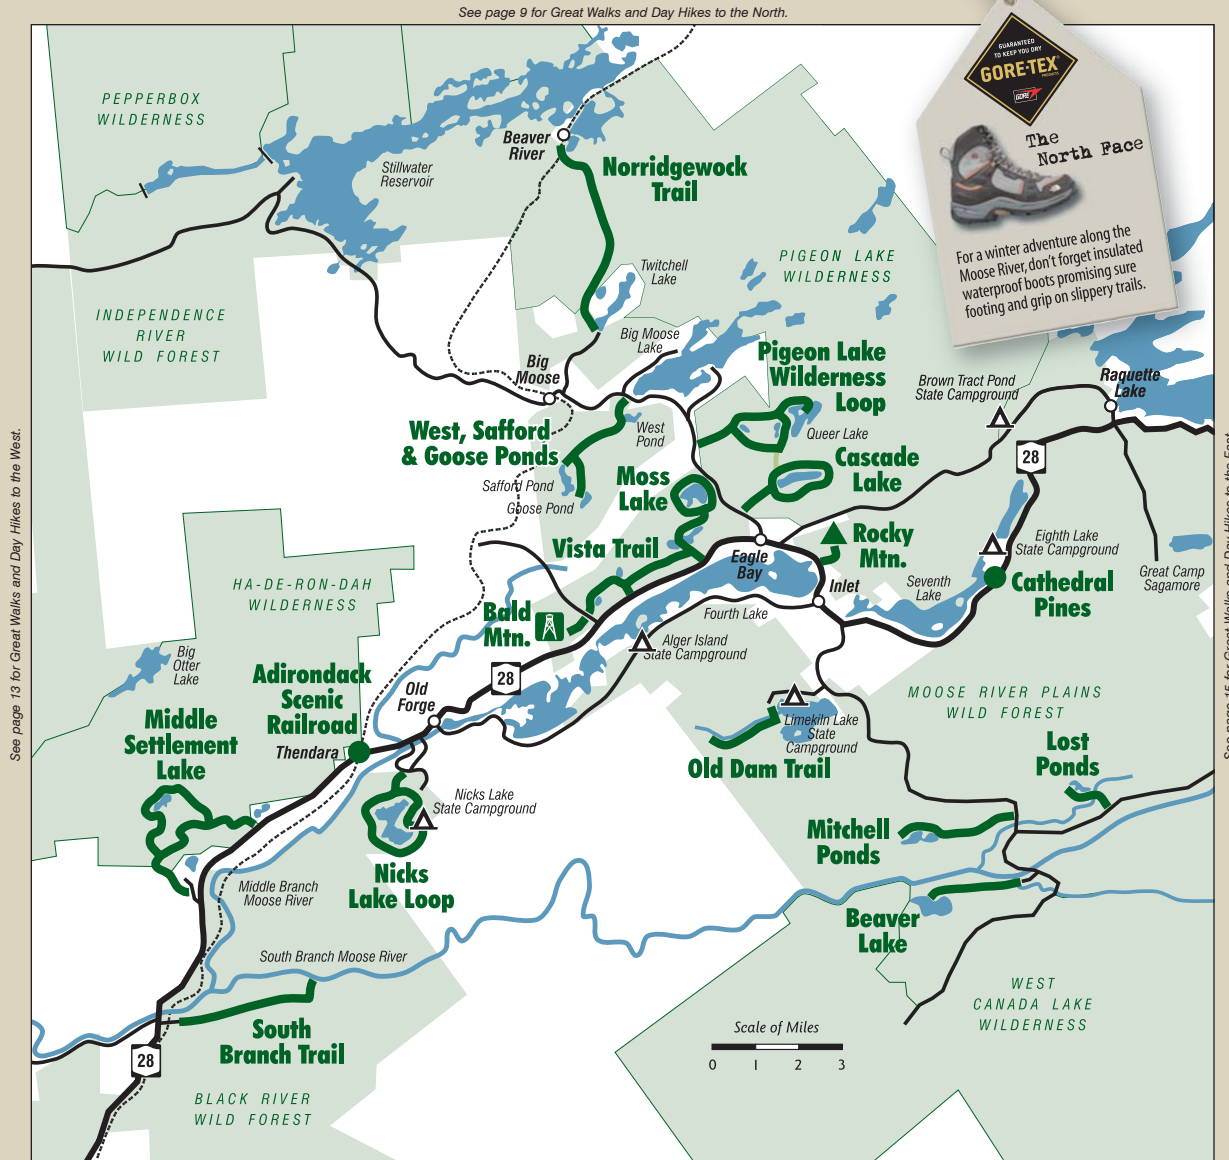 See page 9 for Great Walks and Day Hikes to the North.
GUARANTEED
TO KEEP YOU DRY
GORE-TEX®
PRODUCTS
GORE
The
North Face
For a winter adventure along the
Moose River, don't forget insulated
waterproof boots promising sure
footing and grip on slippery trails.
PEPPERBOX
WILDERNESS
Beaver
River
Stillwater
Reservoir
Norridgewock
Trail
PIGEON LAKE
WILDERNESS
Twitchell
Lake
INDEPENDENCE
RIVER
WILD FOREST
Big Moose
Lake
Big
Moose
Pigeon Lake
Wilderness
Loop
Brown Tract Pond
State Campground
Raquette
Lake
West, Safford
& Goose Ponds
West
Pond
Queer Lake
28
Safford Pond
Goose Pond
Moss
Lake
Cascade
Lake
Vista Trail
Eagle
Bay
Rocky
Mtn.
Eighth Lake
State Campground
Great Camp
Sagamore
HA-DE-RON-DAH
WILDERNESS
Bald
Mtn.
Fourth Lake
Inlet
Seventh
Lake
Cathedral
Pines
Alger Island
State Campground
Big
Otter
Lake
28
Adirondack
Scenic
Railroad
Thendara
Old
Forge
MOOSE RIVER PLAINS
WILD FOREST
Middle
Settlement
Lake
Limekiln Lake
State
Campground
Old Dam Trail
Lost
Ponds
Nicks Lake
State Campground
Mitchell
Ponds
Nicks
Lake Loop
Middle Branch
Moose River
Beaver
Lake
South Branch Moose River
WEST
CANADA LAKE
WILDERNESS
South
Branch Trail
Scale of Miles
0 1 2 3
28
BLACK RIVER
WILD FOREST
See page 13 for Great Walks and Day Hikes to the West.